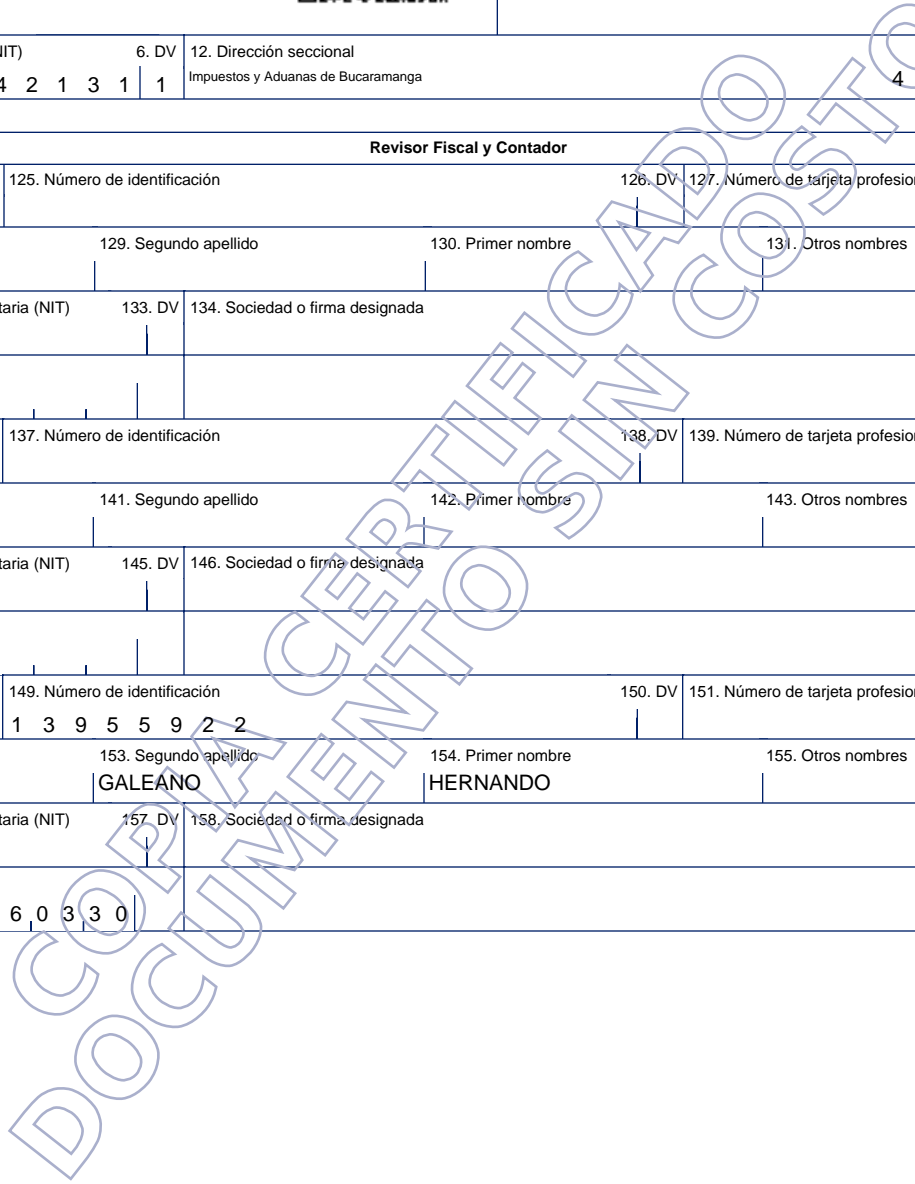 NIT) 6. DV 12. Dirección seccional
4 2 1 3 1 1 Impuestos y Aduanas de Bucaramanga 4
Revisor Fiscal y Contador
125. Número de identificación 126. DV 127. Número de tarjeta profesion
129. Segundo apellido 130. Primer nombre 131. Otros nombres
taria (NIT) 133. DV 134. Sociedad o firma designada
137. Número de identificación 138. DV 139. Número de tarjeta profesion
141. Segundo apellido 142. Primer nombre 143. Otros nombres
taria (NIT) 145. DV 146. Sociedad o firma designada
149. Número de identificación 150. DV 151. Número de tarjeta profesion
1 3 9 5 5 9 2 2
153. Segundo apellido 154. Primer nombre 155. Otros nombres
GALEANO HERNANDO
taria (NIT) 157. DV 158. Sociedad o firma designada
6 0 3 3 0
COPIA CERTIFICADO
DOCUMENTO SIN COSTO